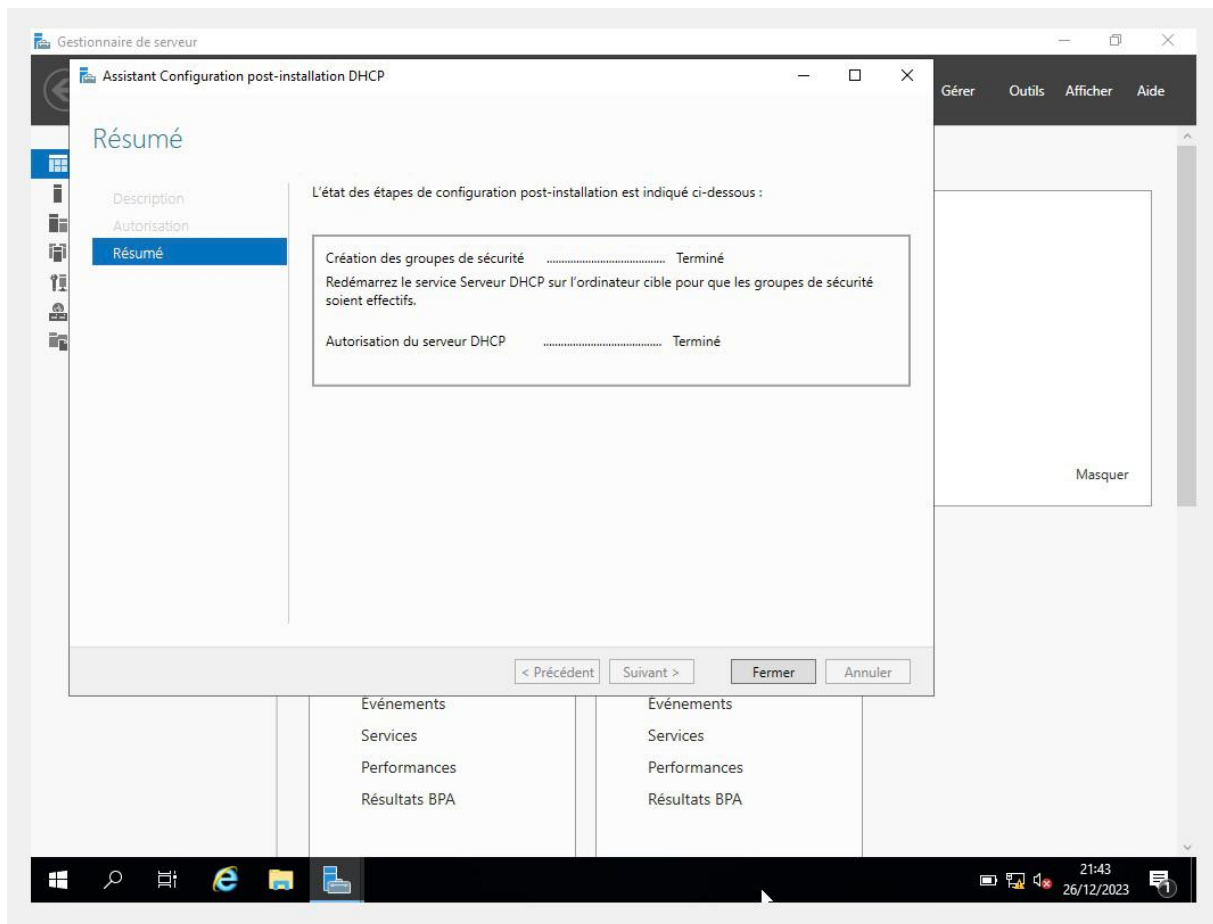 Gestionnaire de serveur
Assistant Configuration post-installation DHCP
Gérer Outils Afficher Aide
Résumé
Description
Autorisation
Résumé
L'état des étapes de configuration post-installation est indiqué ci-dessous :
Création des groupes de sécurité ........................................ Terminé
Redémarrez le service Serveur DHCP sur l'ordinateur cible pour que les groupes de sécurité
soient effectifs.
Autorisation du serveur DHCP ........................................ Terminé
Masquer
< Précédent Suivant > Fermer Annuler
Événements Événements
Services Services
Performances Performances
Résultats BPA Résultats BPA
21:43
26/12/2023
1